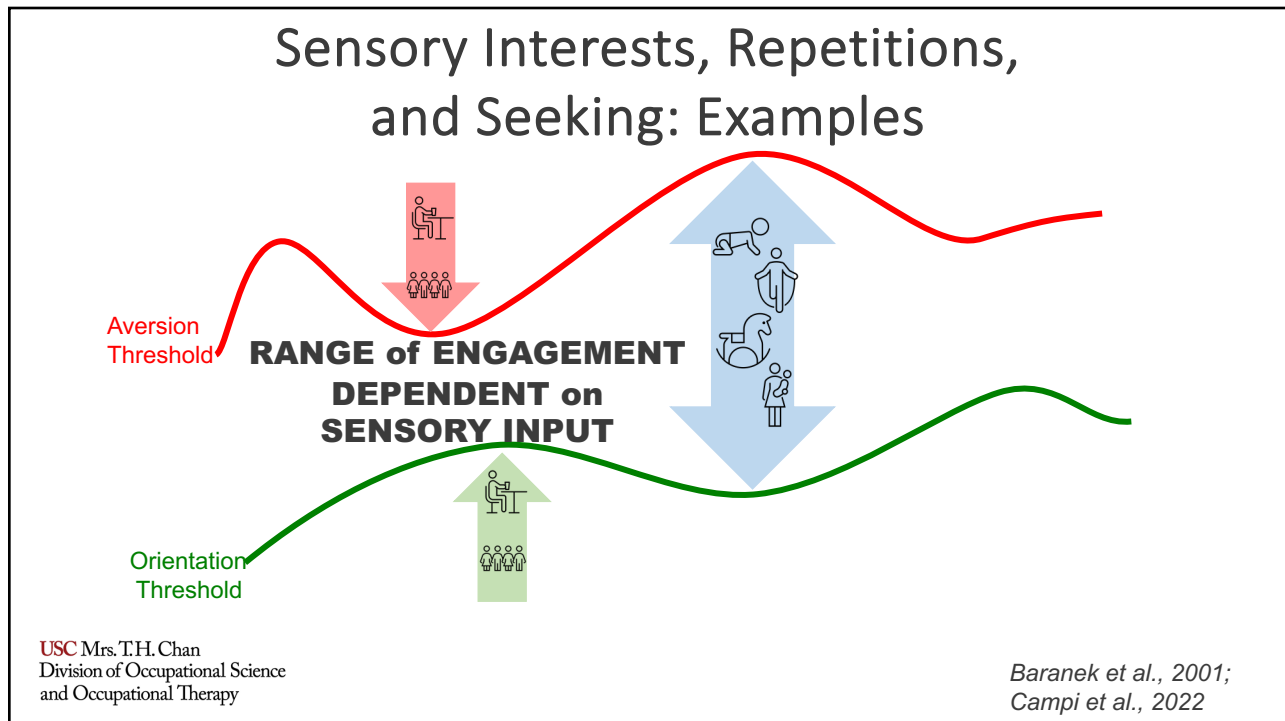 Sensory Interests, Repetitions,
and Seeking: Examples
Aversion
Threshold
RANGE of ENGAGEMENT
DEPENDENT on
SENSORY INPUT
Orientation
Threshold
USC Mrs. T.H. Chan
Division of Occupational Science
and Occupational Therapy
Baranek et al., 2001;
Campi et al., 2022